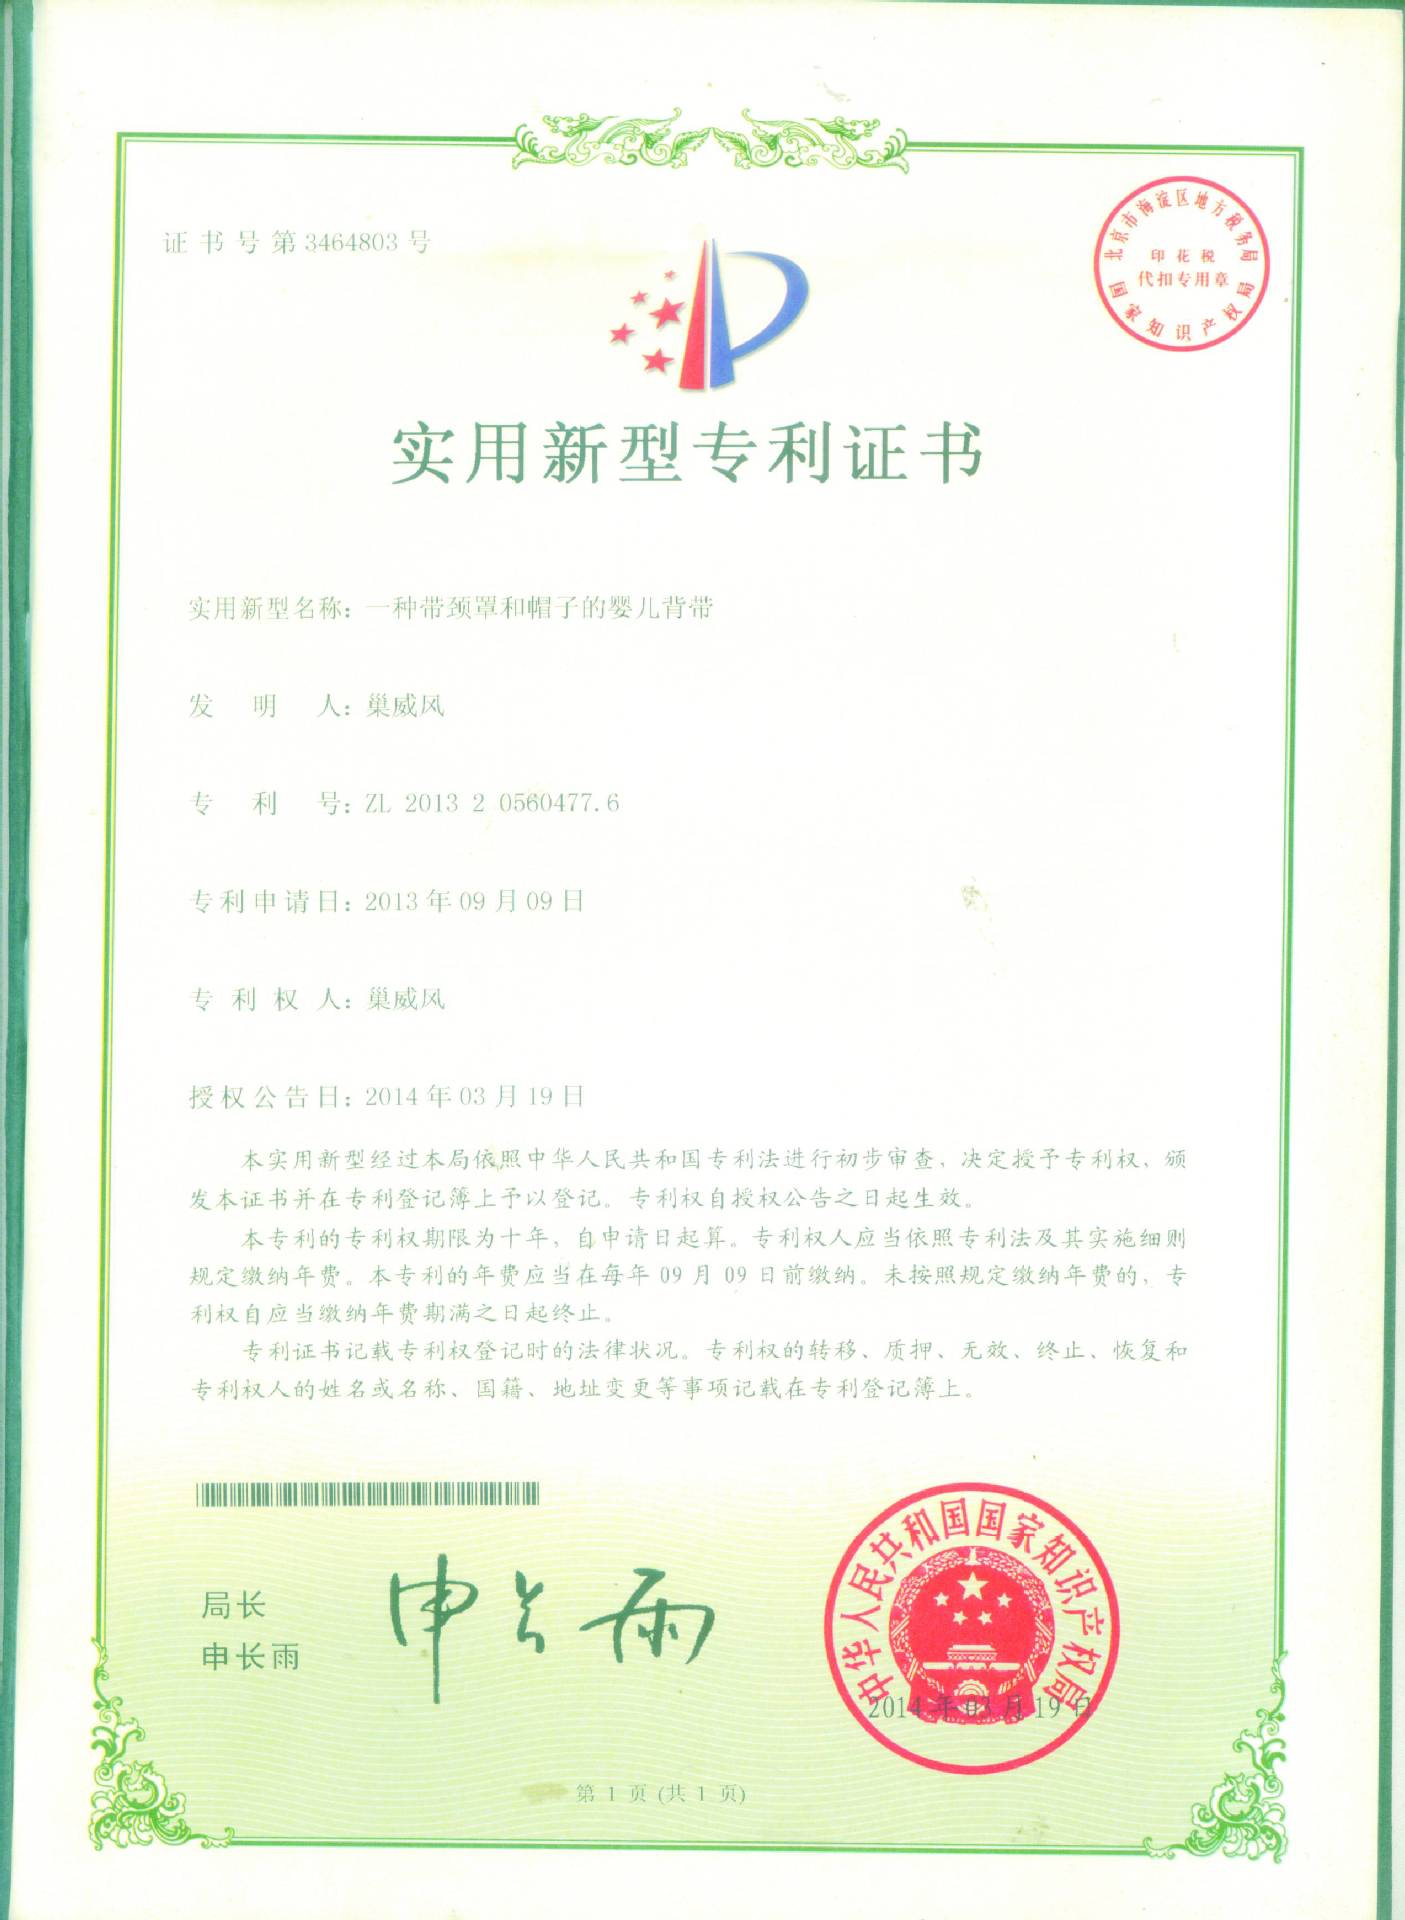 证书号第3464803号
北京市海淀区地方税务局
印花税
代扣专用章
国家知识产权局
实用新型专利证书
实用新型名称：一种带颈罩和帽子的婴儿背带
发明人：巢威风
专利号：ZL 2013 2 0560477.6
专利申请日：2013年09月09日
专利权人：巢威风
授权公告日：2014年03月19日
本实用新型经过本局依照中华人民共和国专利法进行初步审查，决定授予专利权，颁
发本证书并在专利登记簿上予以登记。专利权自授权公告之日起生效。
本专利的专利权期限为十年，自申请日起算。专利权人应当依照专利法及其实施细则
规定缴纳年费。本专利的年费应当在每年09月09日前缴纳。未按照规定缴纳年费的，专
利权自应当缴纳年费期满之日起终止。
专利证书记载专利权登记时的法律状况。专利权的转移、质押、无效、终止、恢复和
专利权人的姓名或名称、国籍、地址变更等事项记载在专利登记簿上。
局长
申长雨
申长雨
中华人民共和国国家知识产权局
2014年03月19日
第1页(共1页)